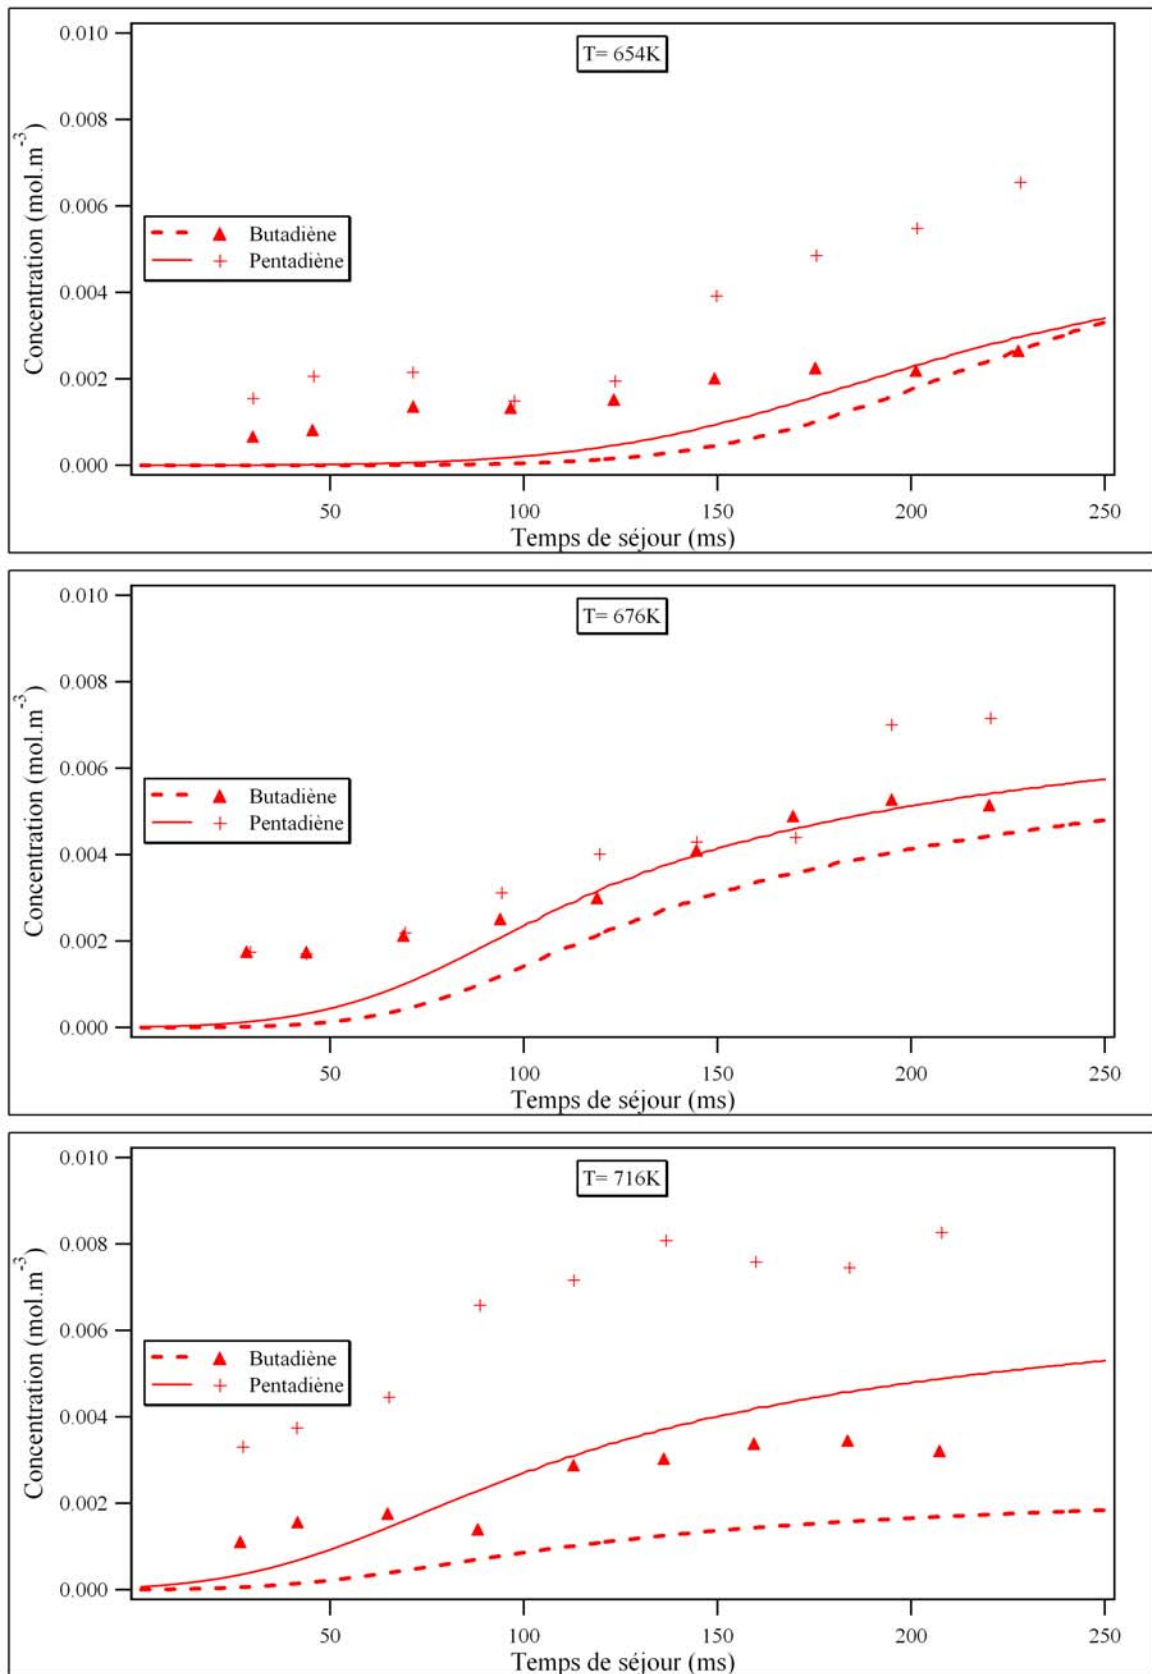 0.010
T= 654K
0.008
0.006
Butadiène
Pentadiène
0.004
0.002
0.000
Concentration (mol.m-3)
50 100 150 200 250
Temps de séjour (ms)
0.010
T= 676K
0.008
0.006
Butadiène
Pentadiène
0.004
0.002
0.000
Concentration (mol.m-3)
50 100 150 200 250
Temps de séjour (ms)
0.010
T= 716K
0.008
0.006
Butadiène
Pentadiène
0.004
0.002
0.000
Concentration (mol.m-3)
50 100 150 200 250
Temps de séjour (ms)